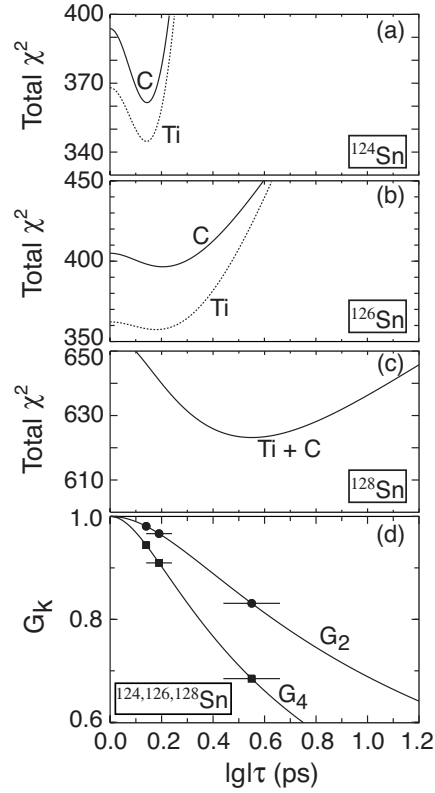 400
(a)
Total χ²
370
C
Ti
340
¹²⁴Sn
450
(b)
Total χ²
400
C
Ti
350
¹²⁶Sn
650
(c)
Total χ²
630
Ti + C
610
¹²⁸Sn
1.0
(d)
G_k
0.8
G₂
G₄
¹²⁴,¹²⁶,¹²⁸Sn
0.6
0.0 0.2 0.4 0.6 0.8 1.0 1.2
|g|τ (ps)